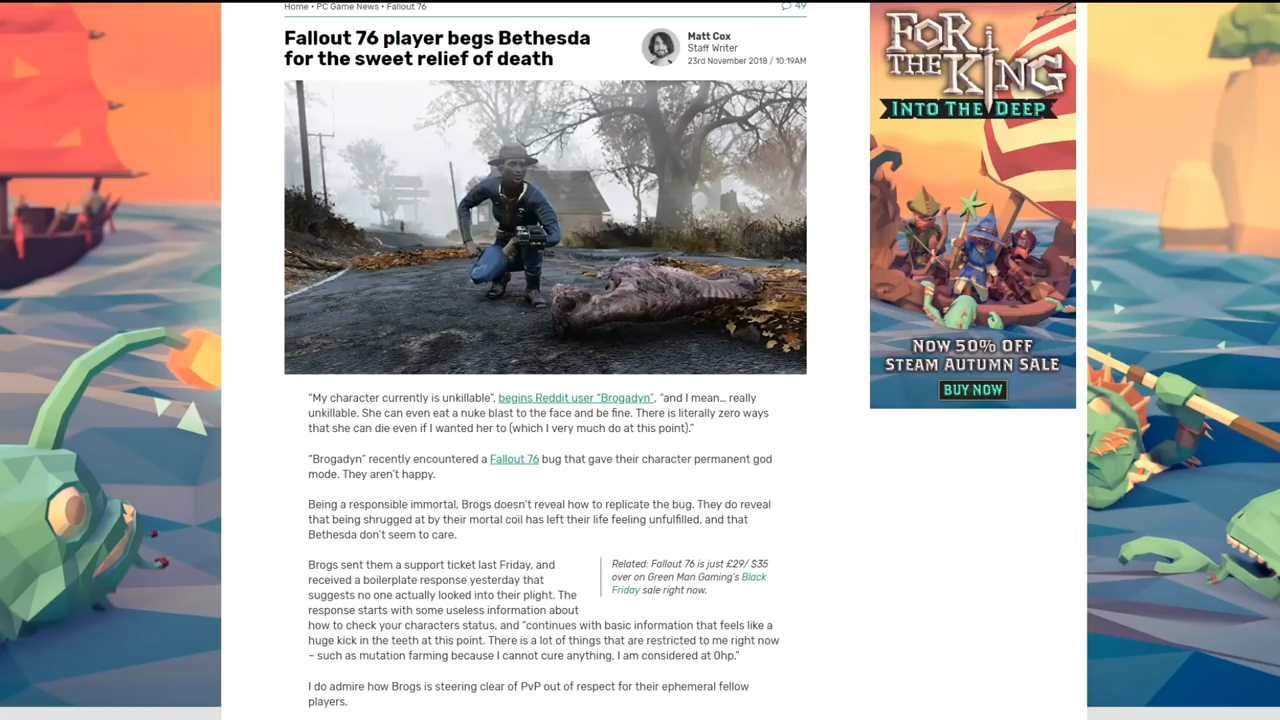 Home • PC Game News • Fallout 76
49
Fallout 76 player begs Bethesda
for the sweet relief of death
Matt Cox
Staff Writer
23rd November 2018 / 10:19AM
"My character currently is unkillable", begins Reddit user "Brogadyn", "and I mean… really
unkillable. She can even eat a nuke blast to the face and be fine. There is literally zero ways
that she can die even if I wanted her to (which I very much do at this point)."
"Brogadyn" recently encountered a Fallout 76 bug that gave their character permanent god
mode. They aren't happy.
Being a responsible immortal, Brogs doesn't reveal how to replicate the bug. They do reveal
that being shrugged at by their mortal coil has left their life feeling unfulfilled, and that
Bethesda don't seem to care.
Brogs sent them a support ticket last Friday, and
received a boilerplate response yesterday that
suggests no one actually looked into their plight. The
response starts with some useless information about
how to check your characters status, and "continues with basic information that feels like a
huge kick in the teeth at this point. There is a lot of things that are restricted to me right now
– such as mutation farming because I cannot cure anything, I am considered at 0hp."
Related: Fallout 76 is just £29/ $35
over on Green Man Gaming's Black
Friday sale right now.
I do admire how Brogs is steering clear of PvP out of respect for their ephemeral fellow
players.
FOR
THE KING
INTO THE DEEP
NOW 50% OFF
STEAM AUTUMN SALE
BUY NOW